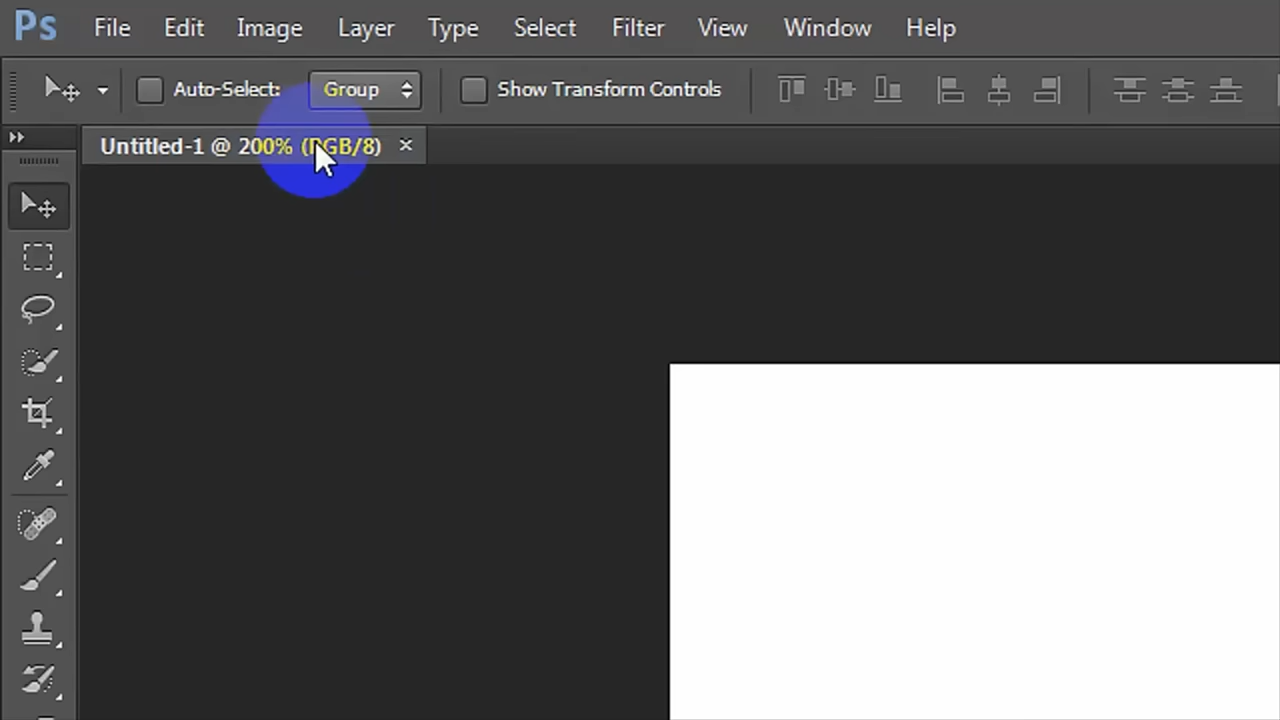 Ps File Edit Image Layer Type Select Filter View Window Help
Auto-Select: Group Show Transform Controls
Untitled-1 @ 200% (RGB/8) ×